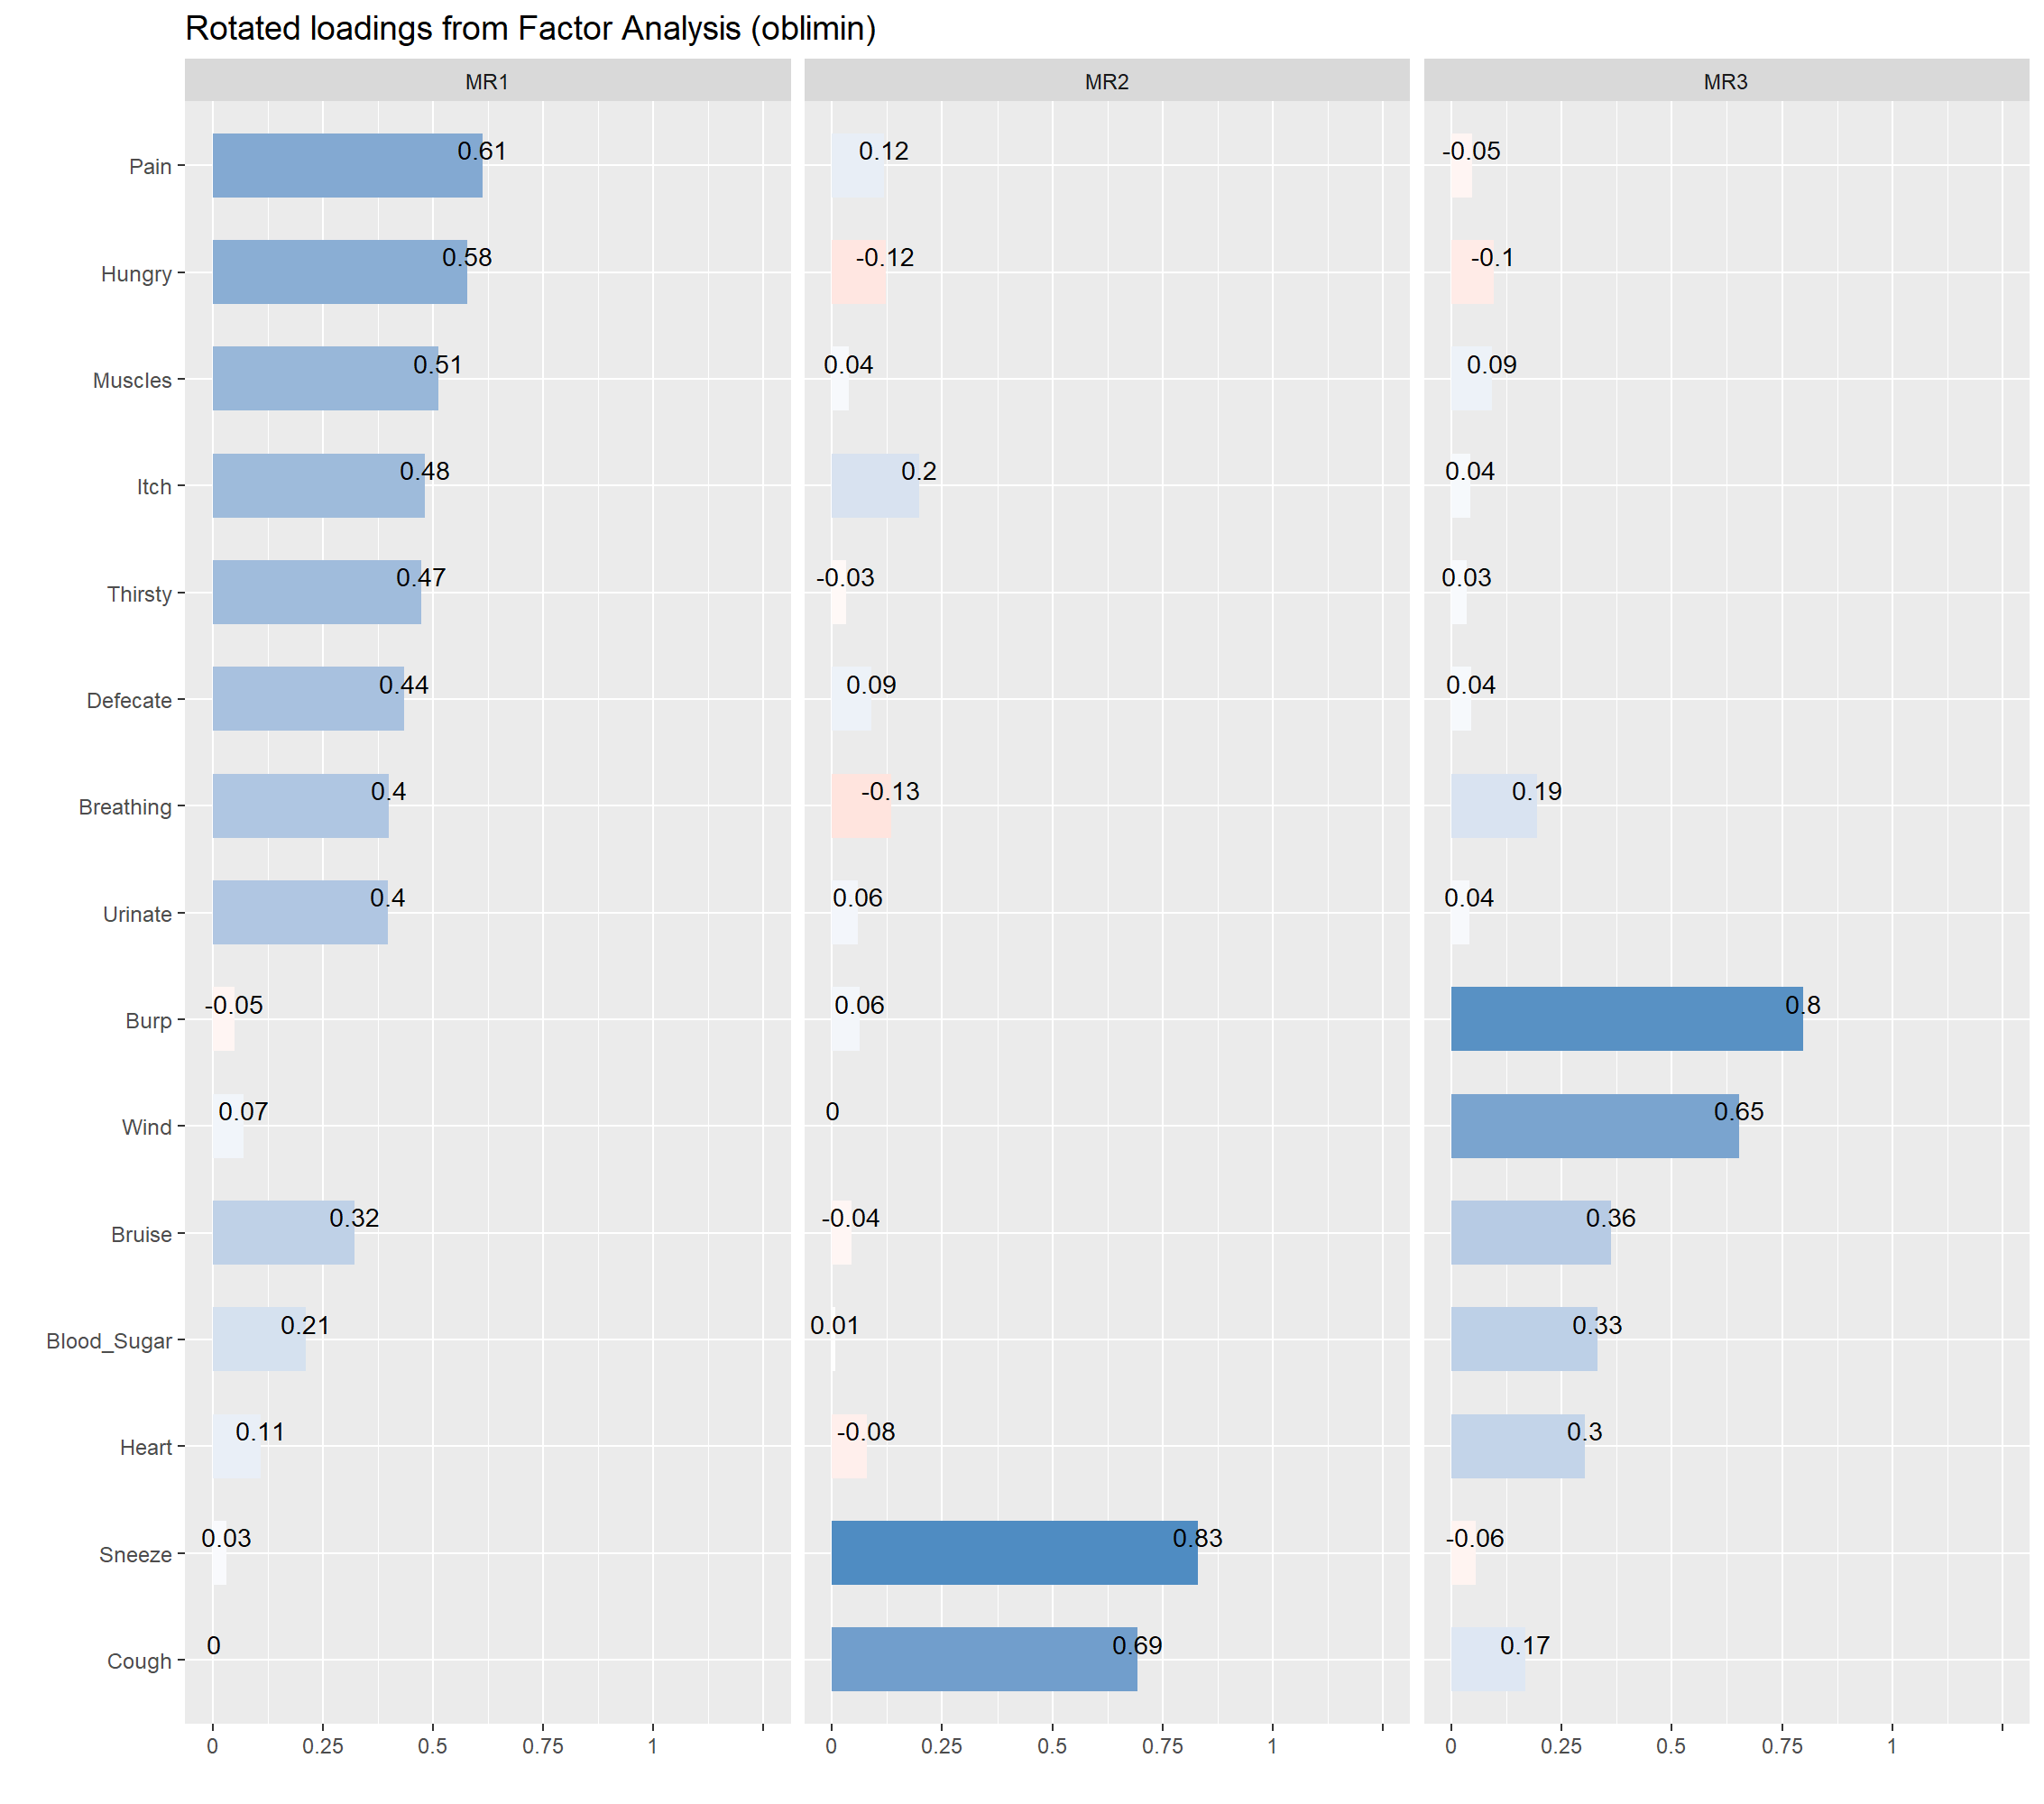 Rotated loadings from Factor Analysis (oblimin)
MR1 MR2 MR3
Pain 0.61 0.12 -0.05
Hungry 0.58 -0.12 -0.1
Muscles 0.51 0.04 0.09
Itch 0.48 0.2 0.04
Thirsty 0.47 -0.03 0.03
Defecate 0.44 0.09 0.04
Breathing 0.4 -0.13 0.19
Urinate 0.4 0.06 0.04
Burp -0.05 0.06 0.8
Wind 0.07 0 0.65
Bruise 0.32 -0.04 0.36
Blood_Sugar 0.21 0.01 0.33
Heart 0.11 -0.08 0.3
Sneeze 0.03 0.83 -0.06
Cough 0 0.69 0.17
0 0.25 0.5 0.75 1 0 0.25 0.5 0.75 1 0 0.25 0.5 0.75 1